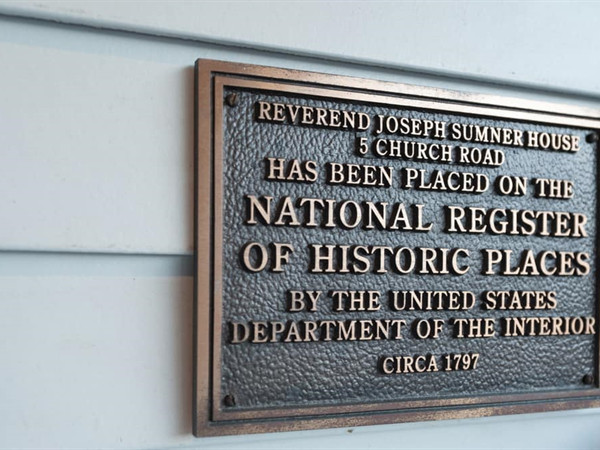 REVEREND JOSEPH SUMNER HOUSE
5 CHURCH ROAD
HAS BEEN PLACED ON THE
NATIONAL REGISTER
OF HISTORIC PLACES
BY THE UNITED STATES
DEPARTMENT OF THE INTERIOR
CIRCA 1797